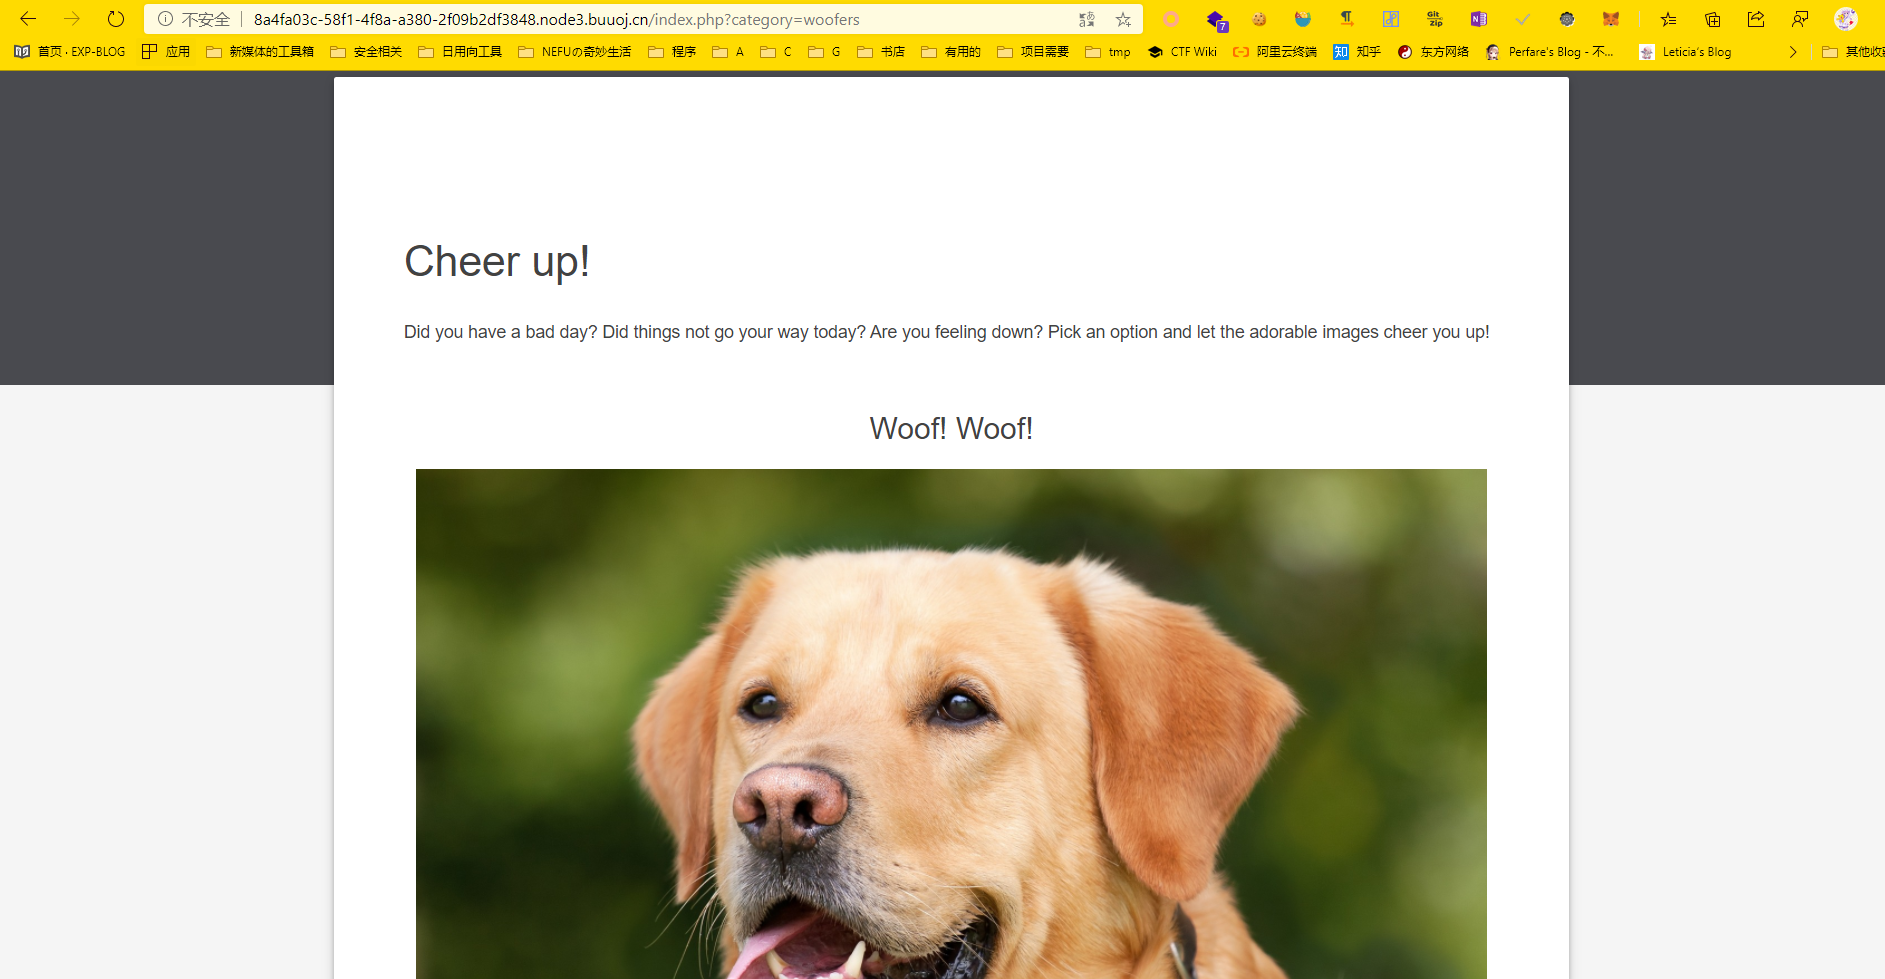 不安全 8a4fa03c-58f1-4f8a-a380-2f09b2df3848.node3.buuoj.cn/index.php?category=woofers
7
Git Zip
首页 · EXP-BLOG 应用 新媒体的工具箱 安全相关 日用向工具 NEFUの奇妙生活 程序 A C G 书店 有用的 项目需要 tmp CTF Wiki 阿里云终端 知 知乎 东方网络 Perfare's Blog - 不... Leticia's Blog 其他收
Cheer up!
Did you have a bad day? Did things not go your way today? Are you feeling down? Pick an option and let the adorable images cheer you up!
Woof! Woof!